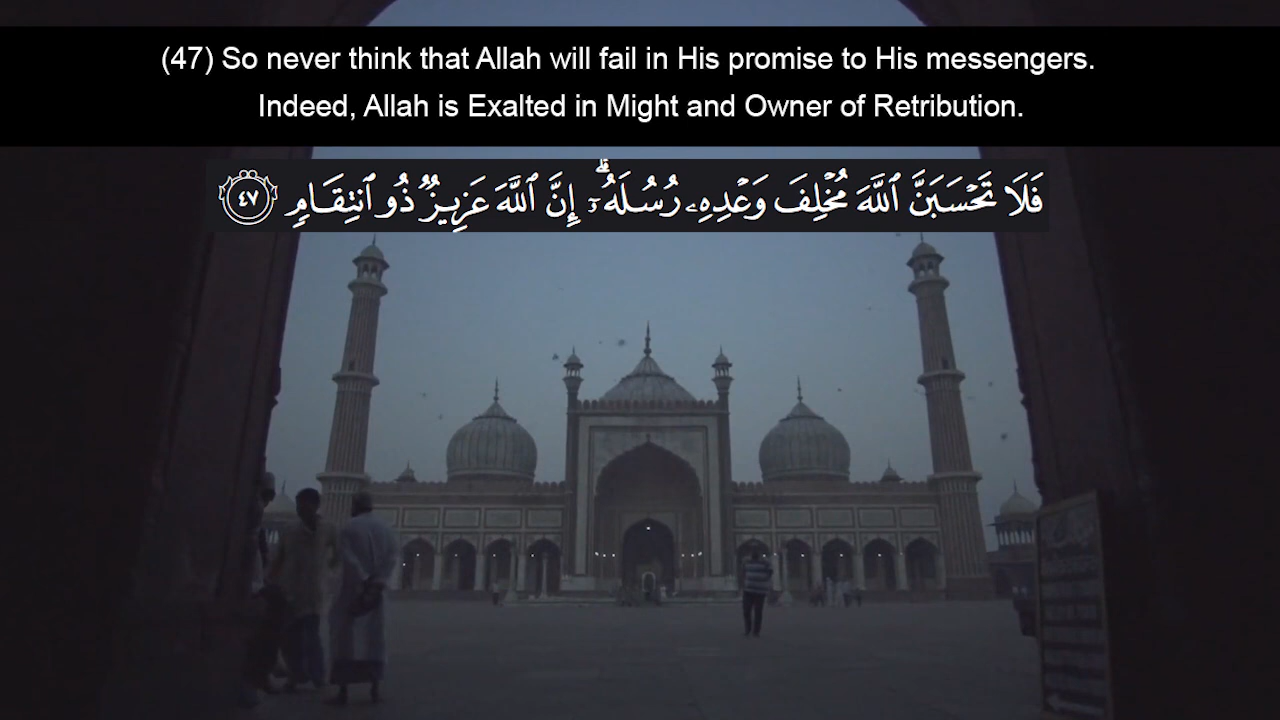 (47) So never think that Allah will fail in His promise to His messengers.
Indeed, Allah is Exalted in Might and Owner of Retribution.
فَلَا تَحْسَبَنَّ ٱللَّهَ مُخْلِفَ وَعْدِهِۦ رُسُلَهُۥٓ ۗ إِنَّ ٱللَّهَ عَزِيزٌ ذُو ٱنتِقَامٍ ٤٧